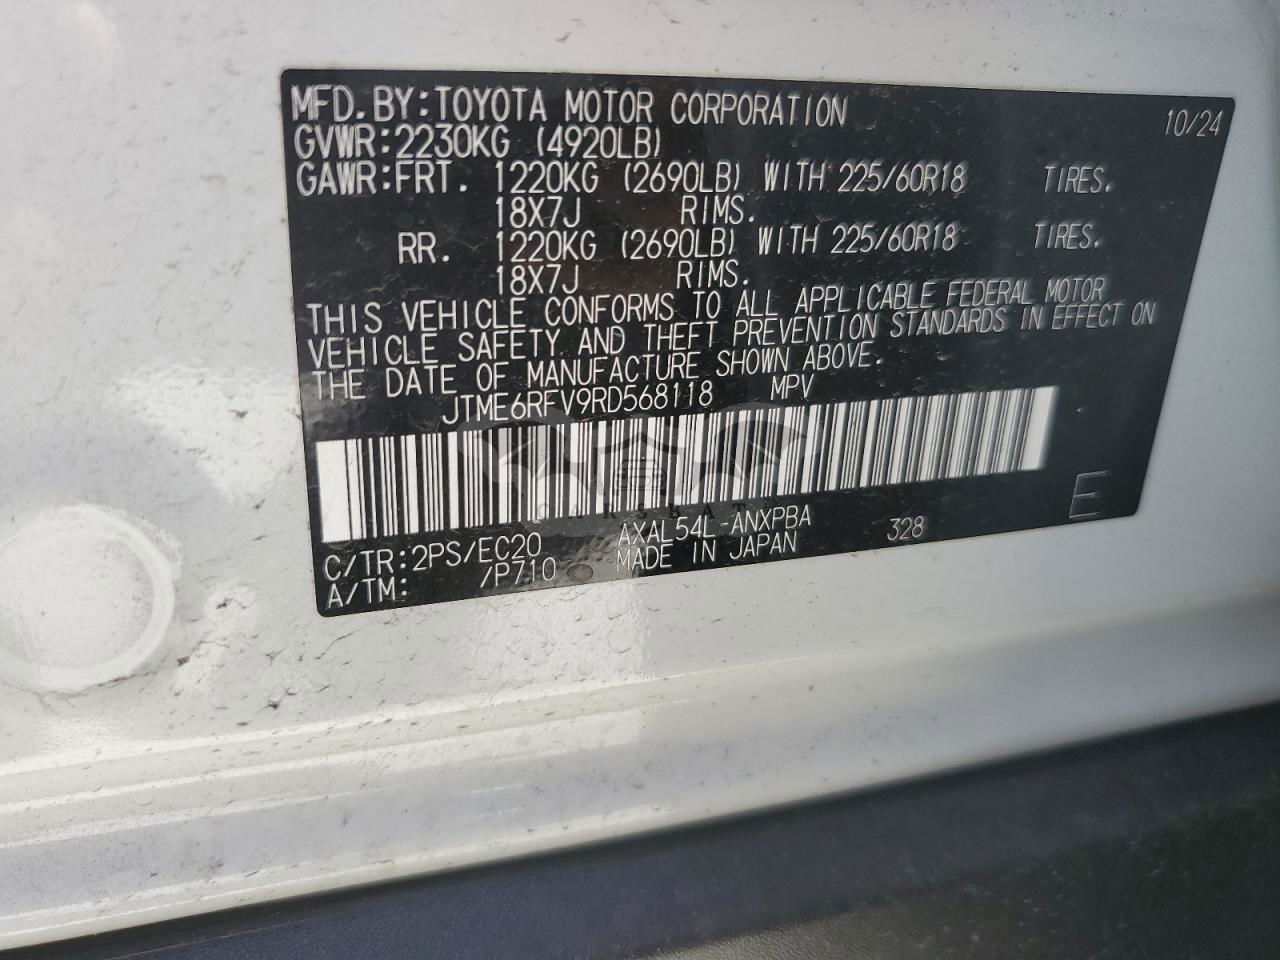 MFD. BY:TOYOTA MOTOR CORPORATION 10/24
GVWR:2230KG (4920LB)
GAWR:FRT. 1220KG (2690LB) WITH 225/60R18 TIRES.
18X7J RIMS.
RR. 1220KG (2690LB) WITH 225/60R18 TIRES.
18X7J RIMS.
THIS VEHICLE CONFORMS TO ALL APPLICABLE FEDERAL MOTOR
VEHICLE SAFETY AND THEFT PREVENTION STANDARDS IN EFFECT ON
THE DATE OF MANUFACTURE SHOWN ABOVE.
JTME6RFV9RD568118 MPV
C/TR:2PS/EC20 AXAL54L-ANXPBA 328 E
A/TM: /P710 MADE IN JAPAN